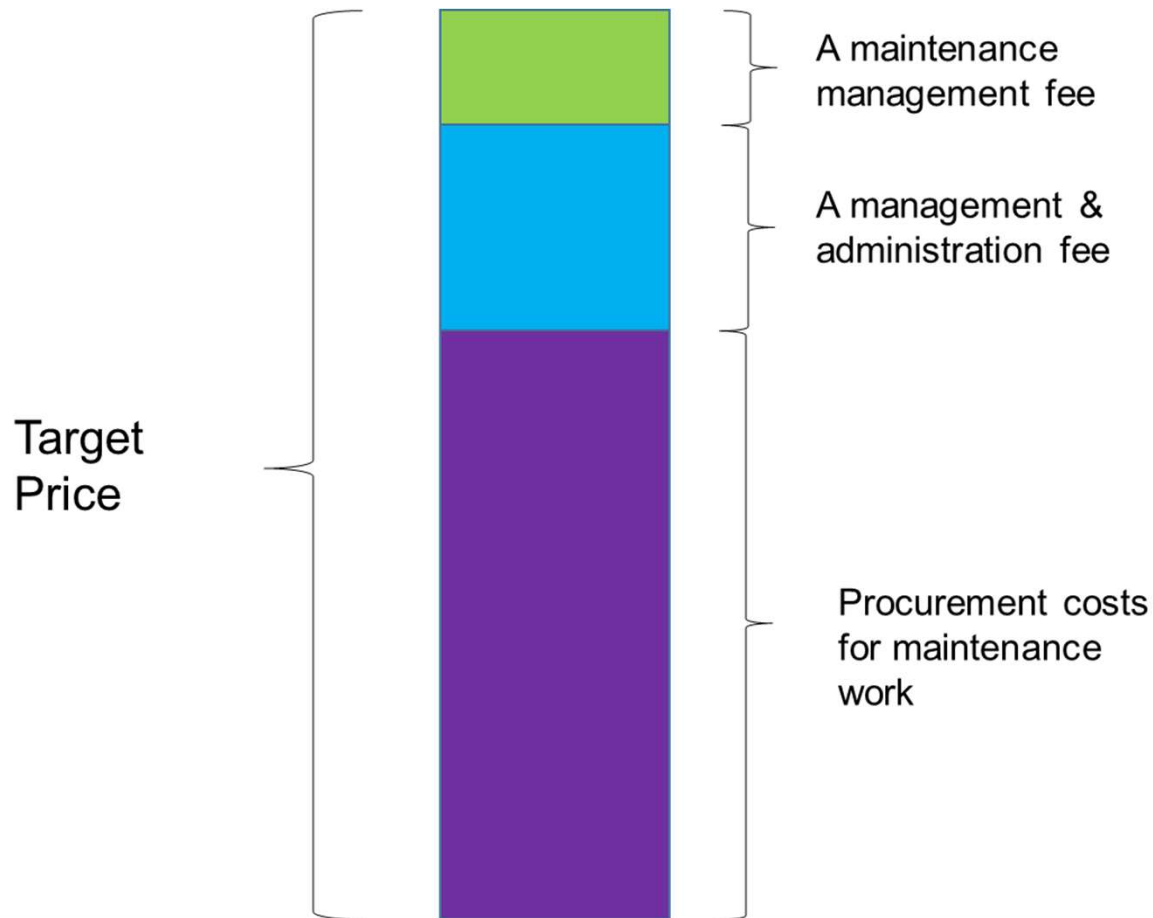 A maintenance
management fee
A management &
administration fee
Target
Price
Procurement costs
for maintenance
work